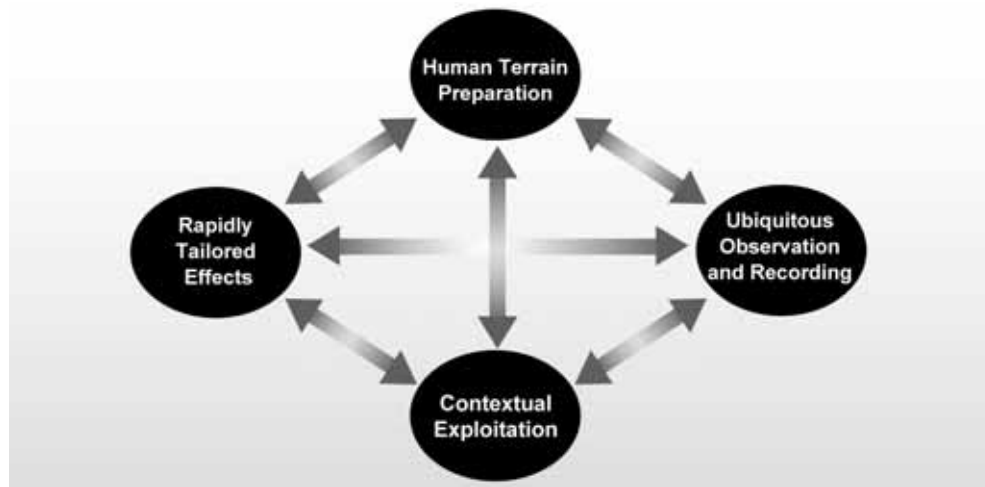 Human Terrain
Preparation
Rapidly
Tailored
Effects
Ubiquitous
Observation
and Recording
Contextual
Exploitation